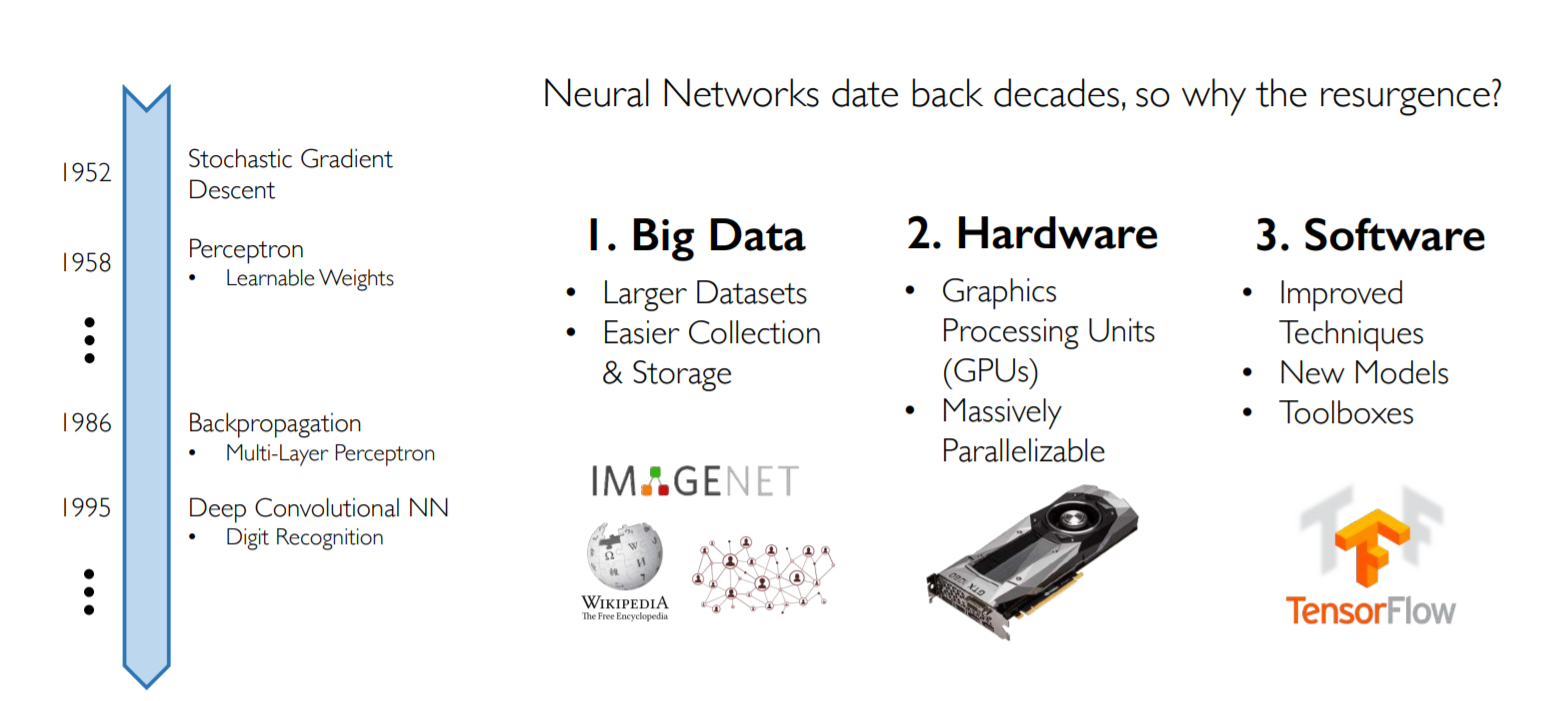 Neural Networks date back decades, so why the resurgence?
1952
Stochastic Gradient
Descent
1958
Perceptron
• Learnable Weights
1986
Backpropagation
• Multi-Layer Perceptron
1995
Deep Convolutional NN
• Digit Recognition
1. Big Data
• Larger Datasets
• Easier Collection
& Storage
IMAGENET
WIKIPEDIA
The Free Encyclopedia
2. Hardware
• Graphics
Processing Units
(GPUs)
• Massively
Parallelizable
3. Software
• Improved
Techniques
• New Models
• Toolboxes
TensorFlow